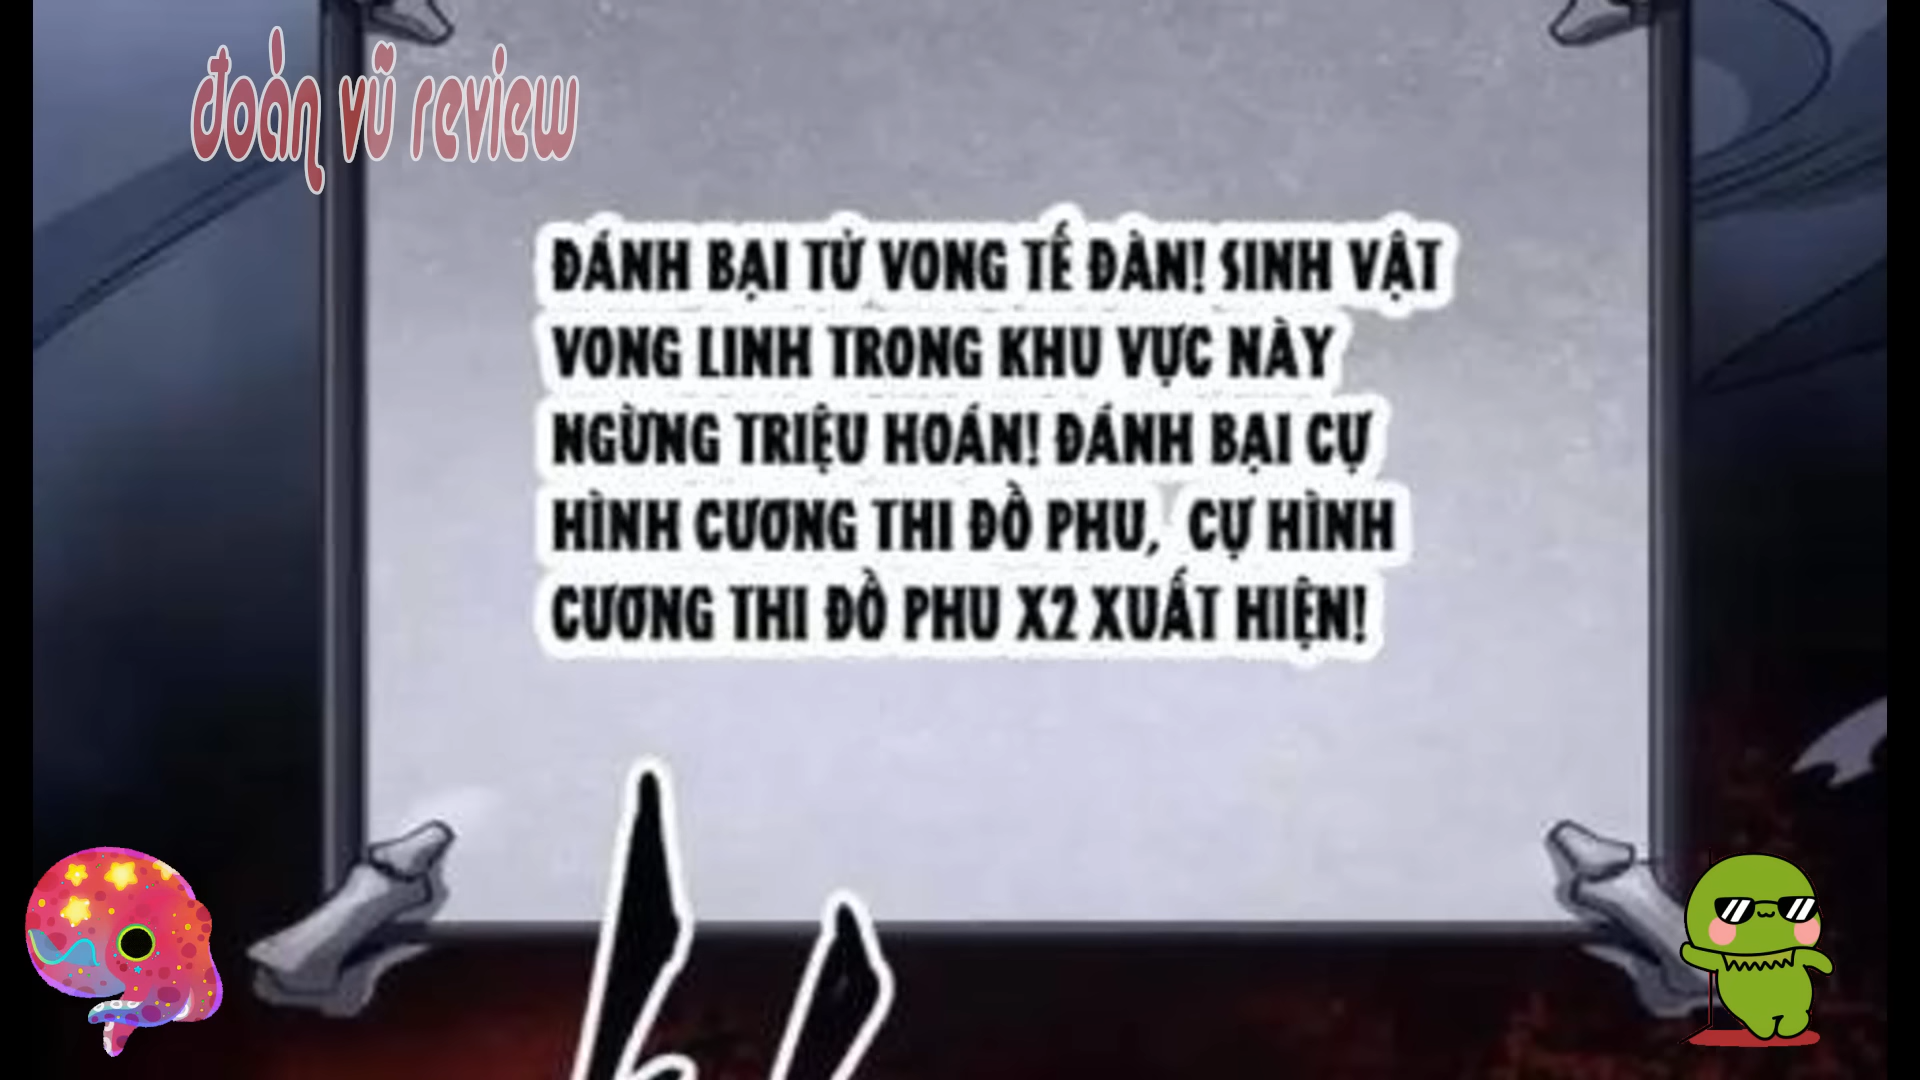 đoản vũ review
ĐÁNH BẠI TỬ VONG TẾ ĐÀN! SINH VẬT
VONG LINH TRONG KHU VỰC NÀY
NGỪNG TRIỆU HOÁN! ĐÁNH BẠI CỰ
HÌNH CƯƠNG THI ĐỒ PHU, CỰ HÌNH
CƯƠNG THI ĐỒ PHU X2 XUẤT HIỆN!